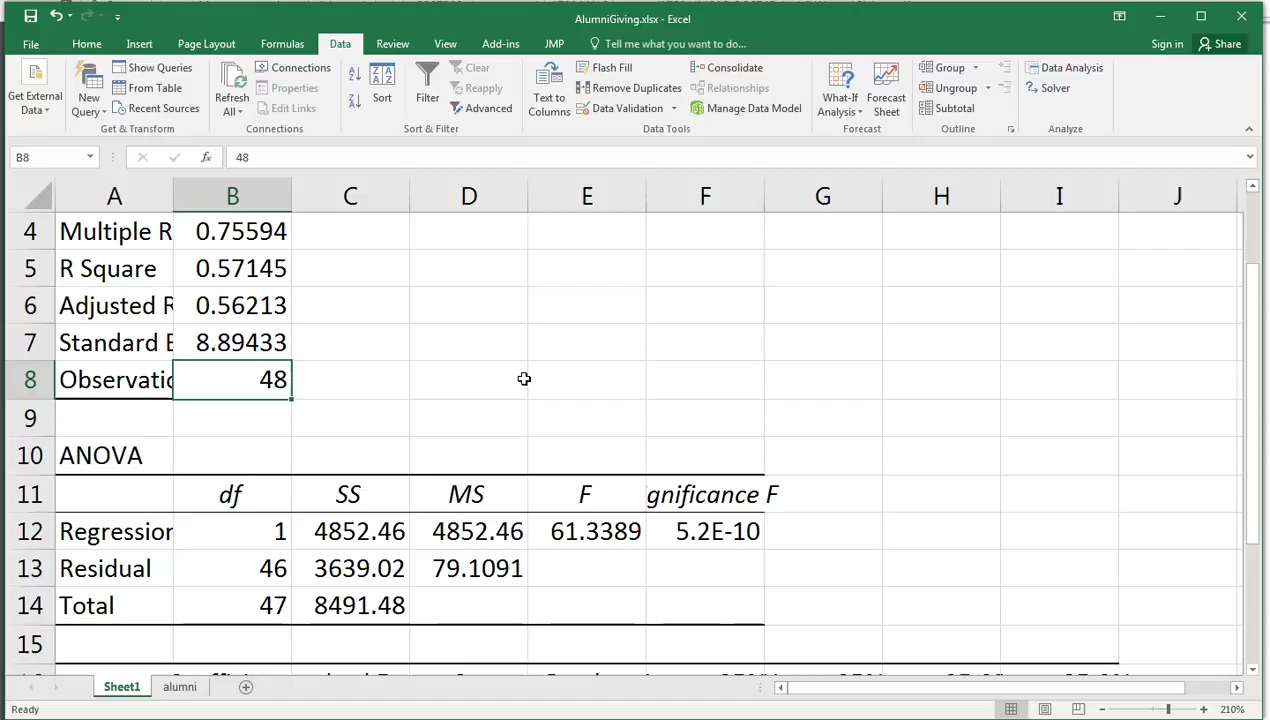 AlumniGiving.xlsx - Excel
File Home Insert Page Layout Formulas Data Review View Add-ins JMP Tell me what you want to do... Sign in Share
Get External Data
New Query
Show Queries
From Table
Recent Sources
Get & Transform
Refresh All
Connections
Properties
Edit Links
Connections
Sort
Filter
Clear
Reapply
Advanced
Sort & Filter
Text to Columns
Flash Fill
Remove Duplicates
Data Validation
Consolidate
Relationships
Manage Data Model
Data Tools
What-If Analysis
Forecast Sheet
Forecast
Group
Ungroup
Subtotal
Outline
Data Analysis
Solver
Analyze
B8 fx 48
A B C D E F G H I J
4 Multiple R 0.75594
5 R Square 0.57145
6 Adjusted R 0.56213
7 Standard E 8.89433
8 Observatio 48
9
10 ANOVA
11 df SS MS F gnificance F
12 Regression 1 4852.46 4852.46 61.3389 5.2E-10
13 Residual 46 3639.02 79.1091
14 Total 47 8491.48
15
Sheet1 alumni
Ready 210%